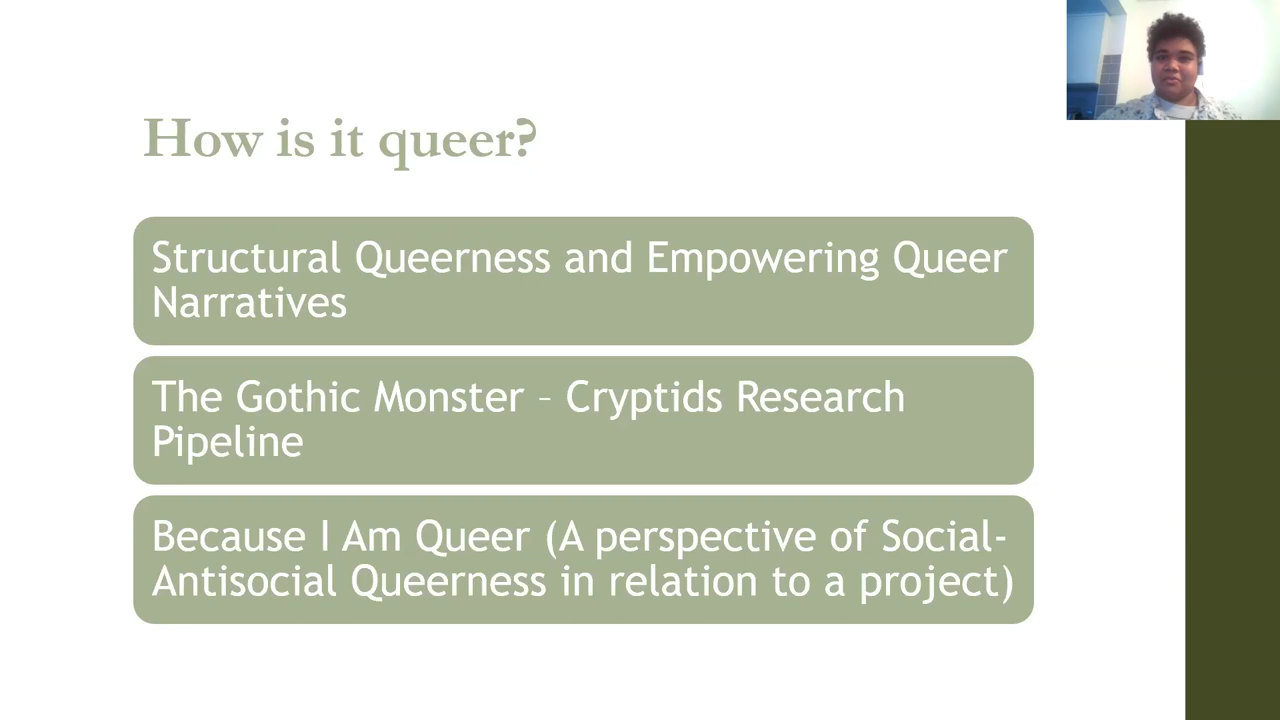 How is it queer?
Structural Queerness and Empowering Queer
Narratives
The Gothic Monster – Cryptids Research
Pipeline
Because I Am Queer (A perspective of Social-
Antisocial Queerness in relation to a project)